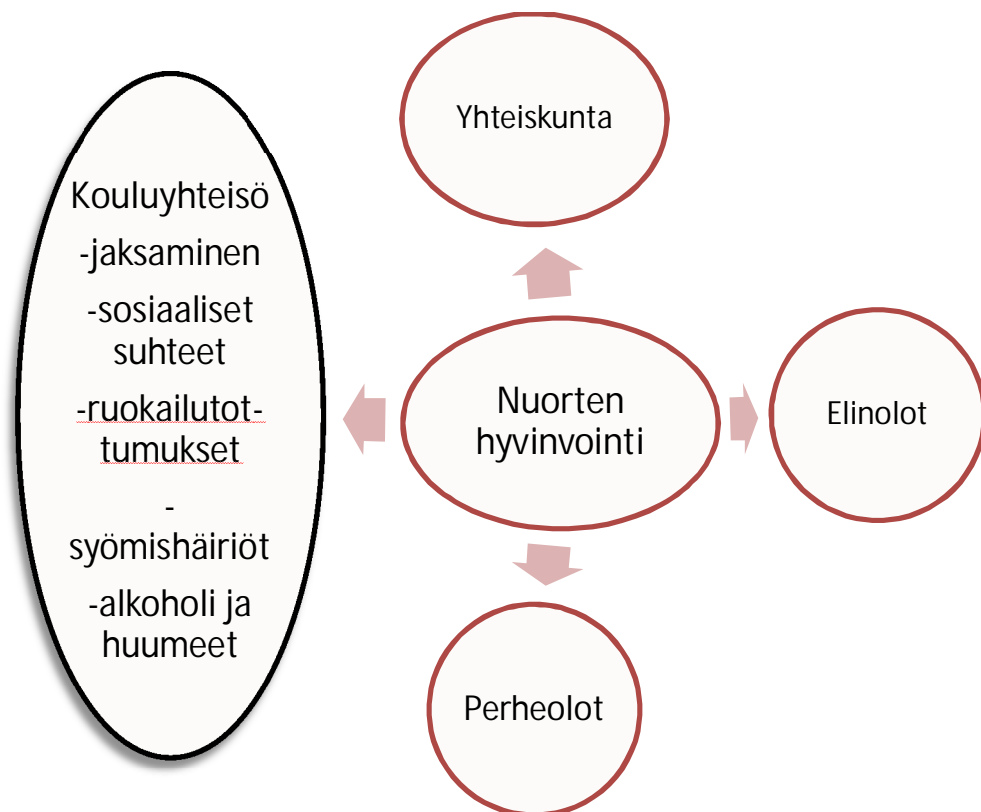 Yhteiskunta
Kouluyhteisö
-jaksaminen
-sosiaaliset
suhteet
-ruokailutot-
tumukset
-
syömishäiriöt
-alkoholi ja
huumeet
Nuorten
hyvinvointi
Elinolot
Perheolot